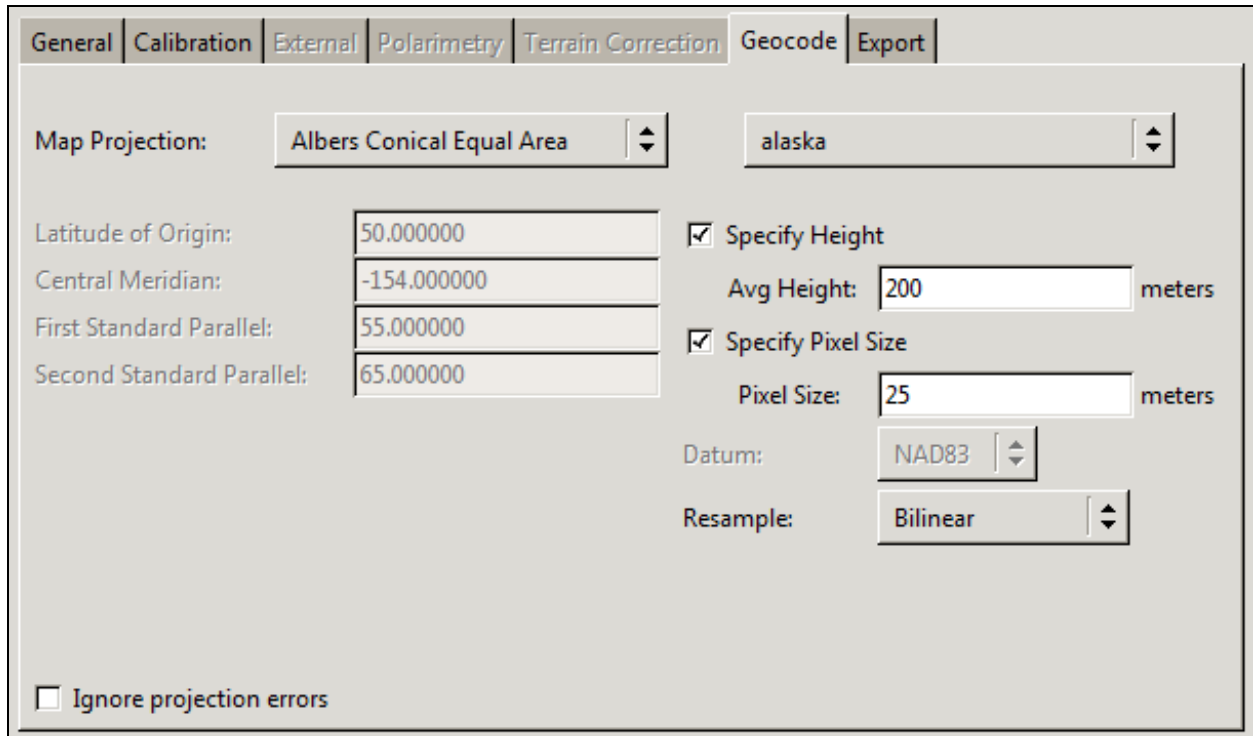 General Calibration External Polarimetry Terrain Correction Geocode Export
Map Projection: Albers Conical Equal Area alaska
Latitude of Origin: 50.000000
Central Meridian: -154.000000
First Standard Parallel: 55.000000
Second Standard Parallel: 65.000000
Specify Height
Avg Height: 200 meters
Specify Pixel Size
Pixel Size: 25 meters
Datum: NAD83
Resample: Bilinear
Ignore projection errors